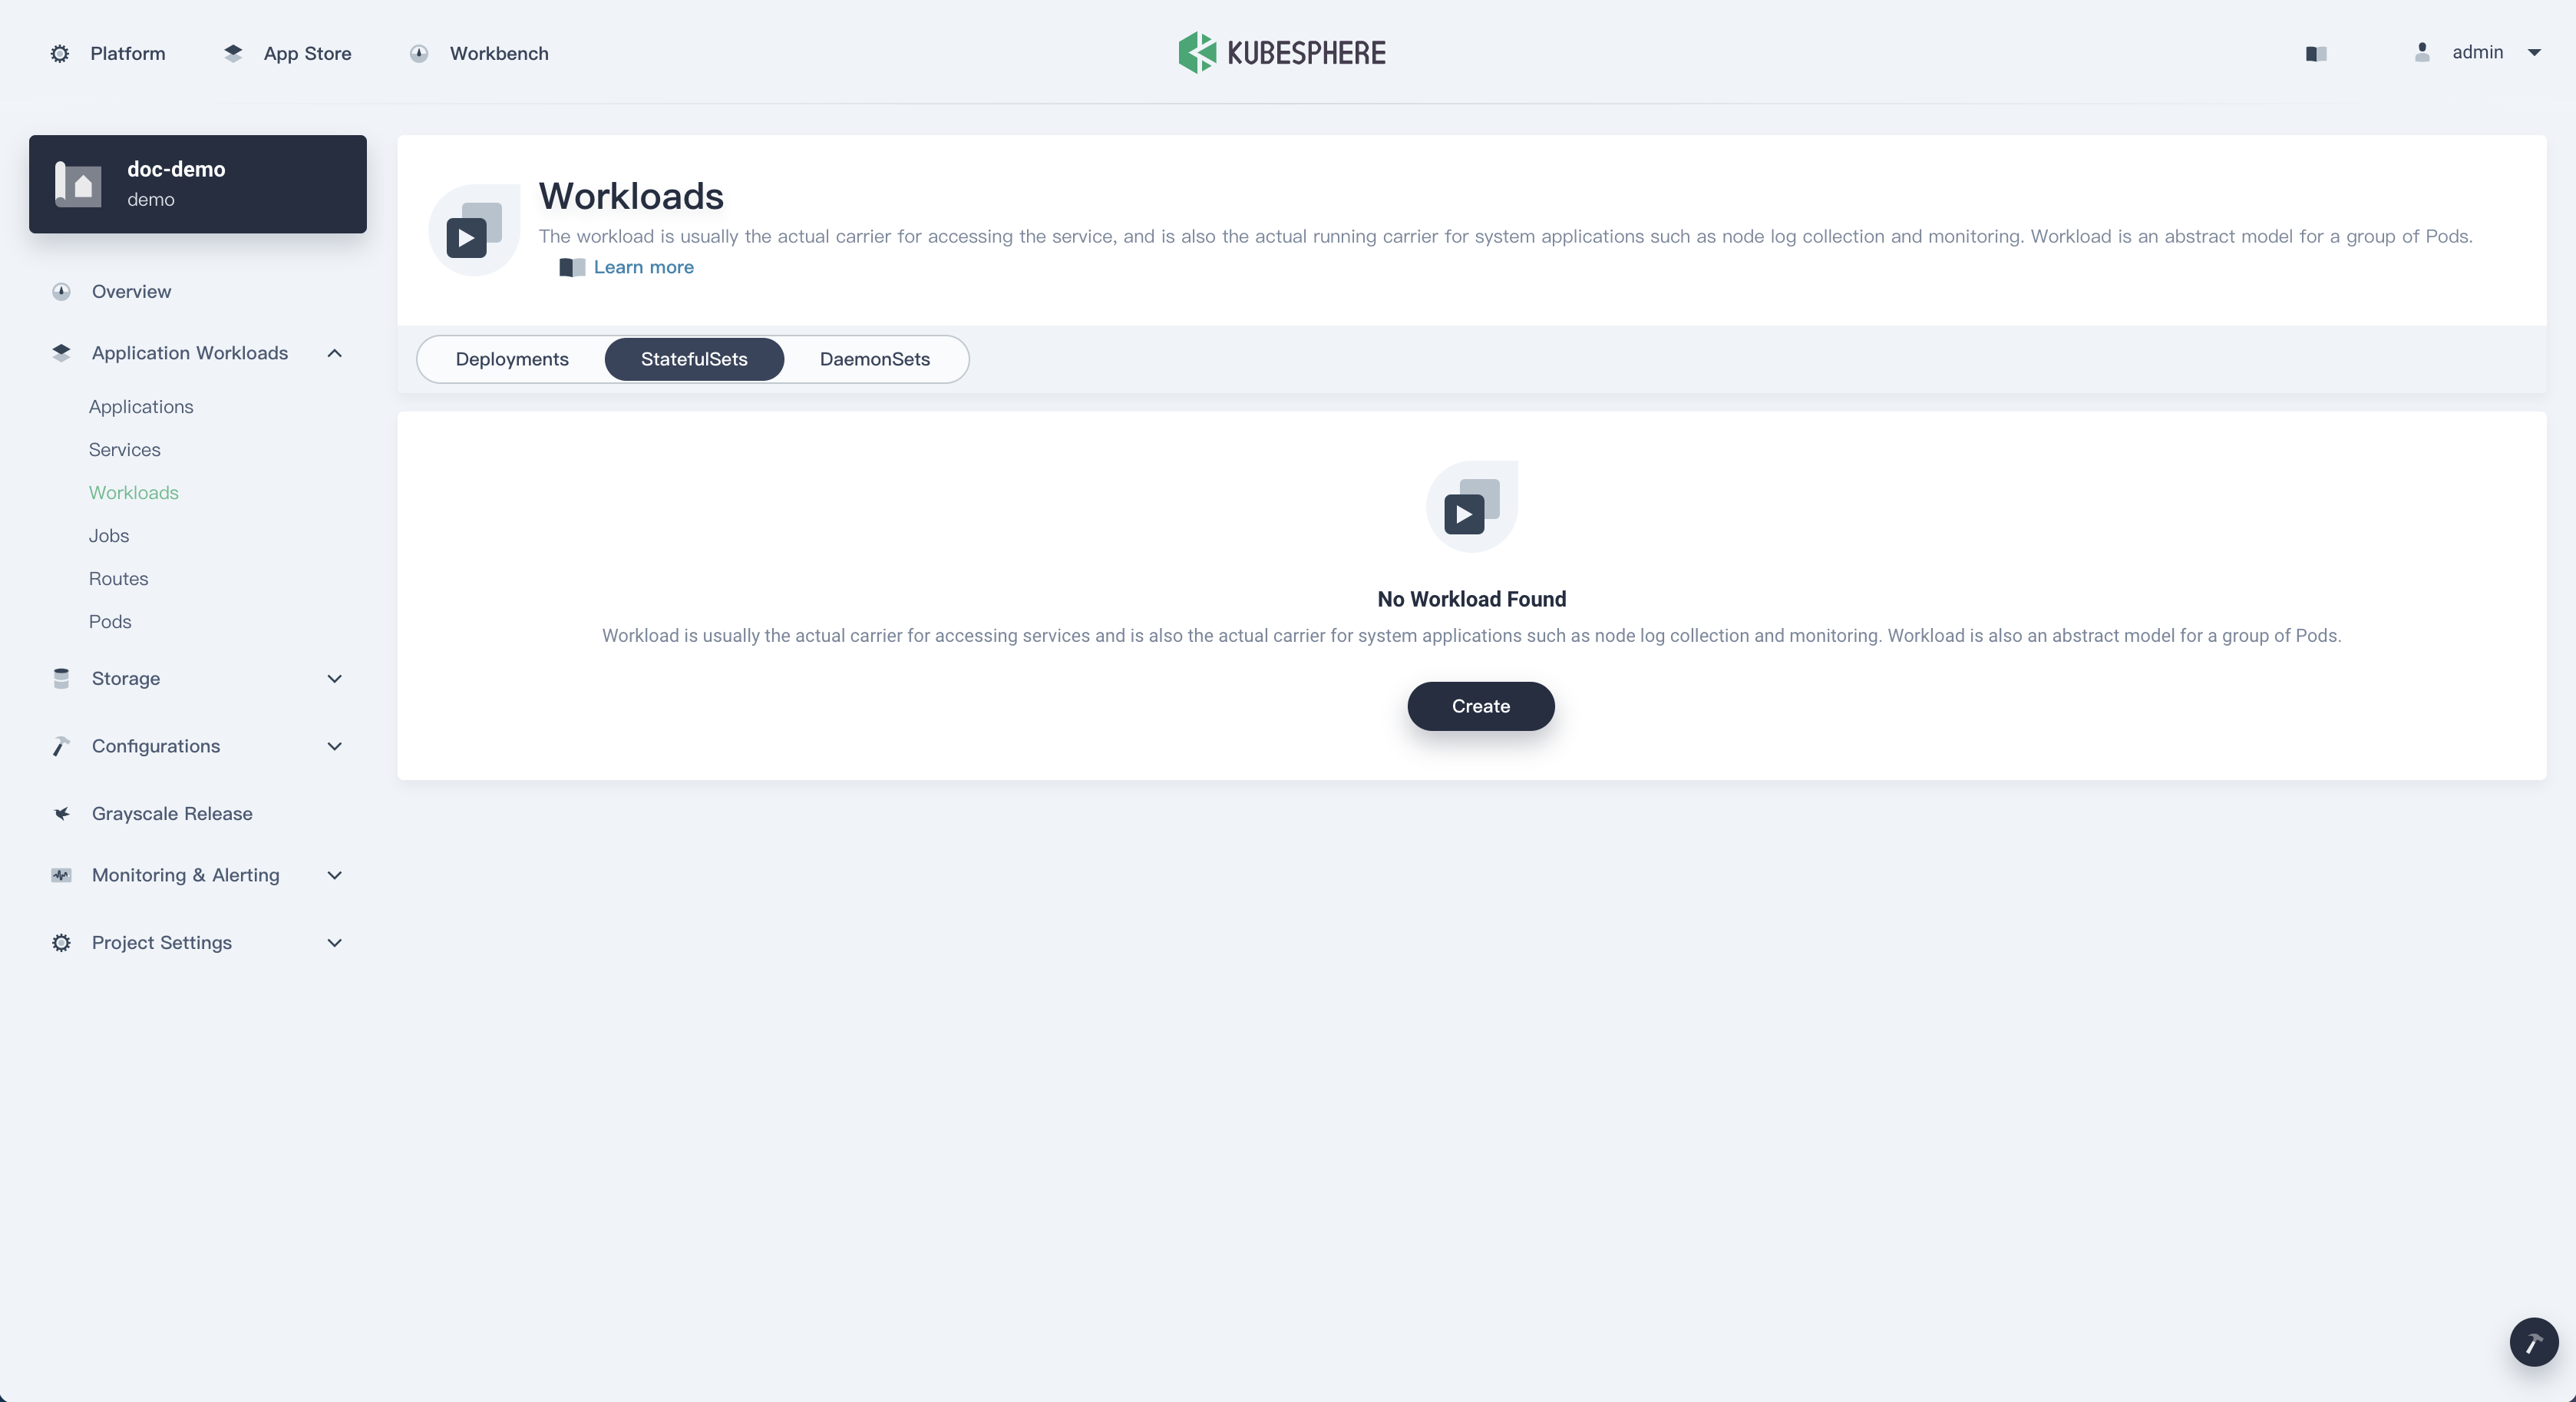 Platform
App Store
Workbench
KUBESPHERE
admin
doc-demo
demo
Overview
Application Workloads
Applications
Services
Workloads
Jobs
Routes
Pods
Storage
Configurations
Grayscale Release
Monitoring & Alerting
Project Settings
Workloads
The workload is usually the actual carrier for accessing the service, and is also the actual running carrier for system applications such as node log collection and monitoring. Workload is an abstract model for a group of Pods.
Learn more
Deployments
StatefulSets
DaemonSets
No Workload Found
Workload is usually the actual carrier for accessing services and is also the actual carrier for system applications such as node log collection and monitoring. Workload is also an abstract model for a group of Pods.
Create